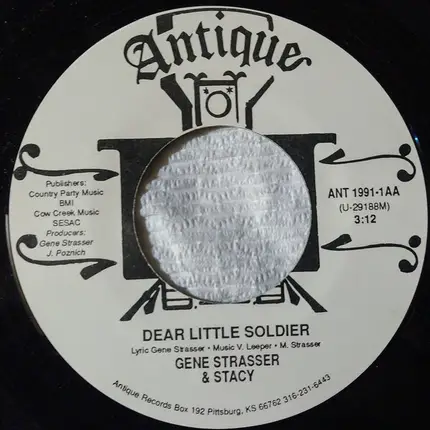 Antique
Publishers:
Country Party Music
BMI
Cow Creek Music
SESAC
Producers:
Gene Strasser
J. Poznich
ANT 1991-1AA
(U-29188M)
3:12
DEAR LITTLE SOLDIER
Lyric Gene Strasser • Music V. Leeper • M. Strasser
GENE STRASSER
& STACY
Antique Records Box 192 Pittsburg, KS 66762 316-231-6443